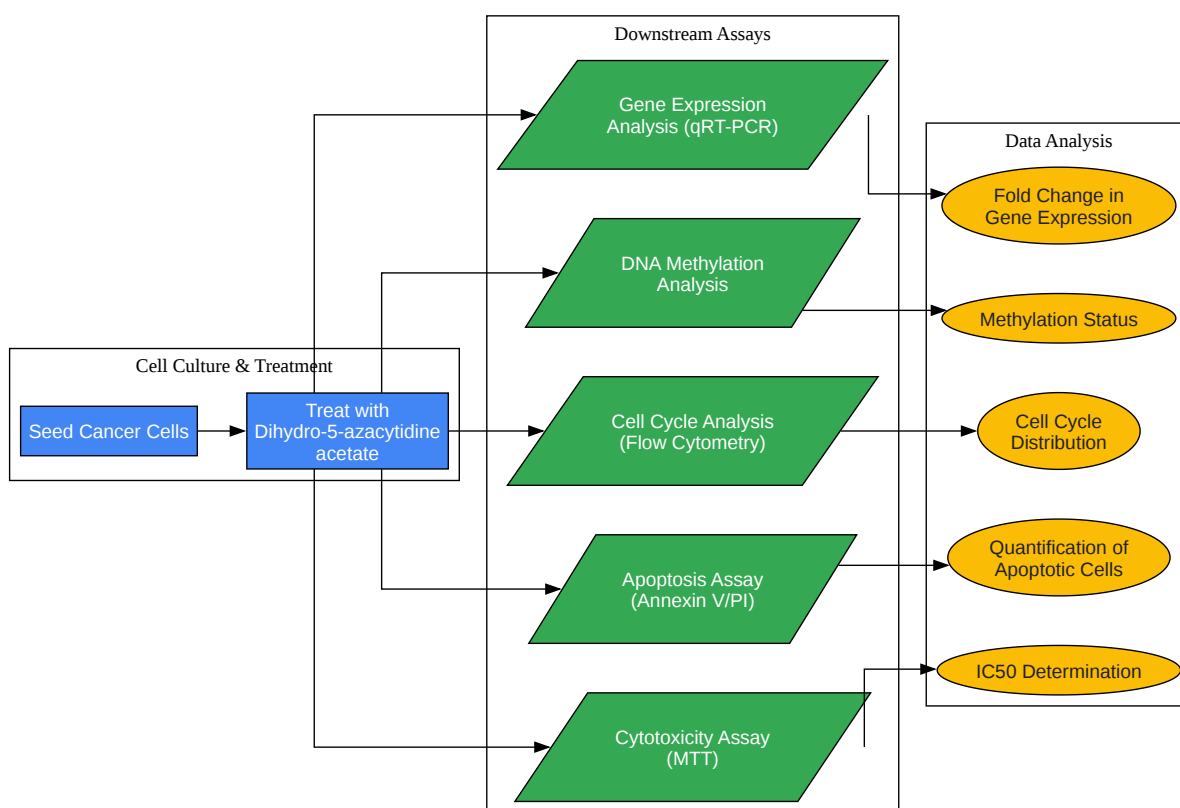 Downstream Assays
Gene Expression
Analysis (qRT-PCR)
Data Analysis
Fold Change in
Gene Expression
DNA Methylation
Analysis
Methylation Status
Cell Culture & Treatment
Seed Cancer Cells
Treat with
Dihydro-5-azacytidine
acetate
Cell Cycle Analysis
(Flow Cytometry)
Cell Cycle
Distribution
Apoptosis Assay
(Annexin V/PI)
Quantification of
Apoptotic Cells
Cytotoxicity Assay
(MTT)
IC50 Determination